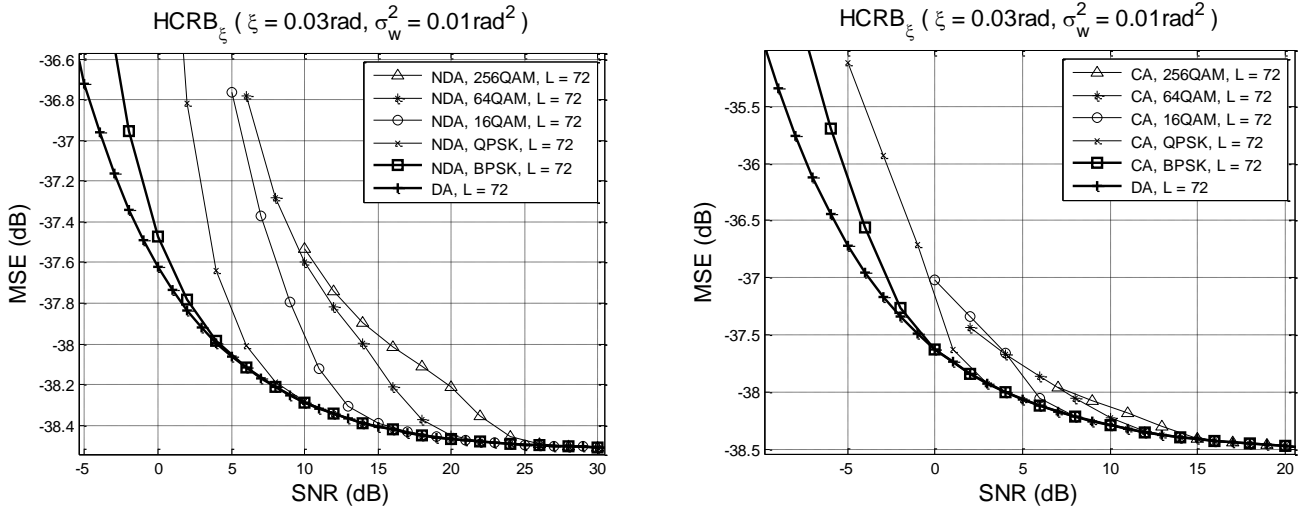 HCRBξ ( ξ = 0.03rad, σ_w^2 = 0.01rad^2 )
MSE (dB)
-36.6
-36.8
-37
-37.2
-37.4
-37.6
-37.8
-38
-38.2
-38.4
NDA, 256QAM, L = 72
NDA, 64QAM, L = 72
NDA, 16QAM, L = 72
NDA, QPSK, L = 72
NDA, BPSK, L = 72
DA, L = 72
-5 0 5 10 15 20 25 30
SNR (dB)
HCRBξ ( ξ = 0.03rad, σ_w^2 = 0.01rad^2 )
MSE (dB)
-35.5
-36
-36.5
-37
-37.5
-38
-38.5
CA, 256QAM, L = 72
CA, 64QAM, L = 72
CA, 16QAM, L = 72
CA, QPSK, L = 72
CA, BPSK, L = 72
DA, L = 72
-5 0 5 10 15 20
SNR (dB)